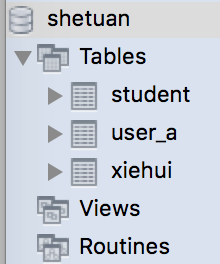 shetuan
Tables
student
user_a
xiehui
Views
Routines